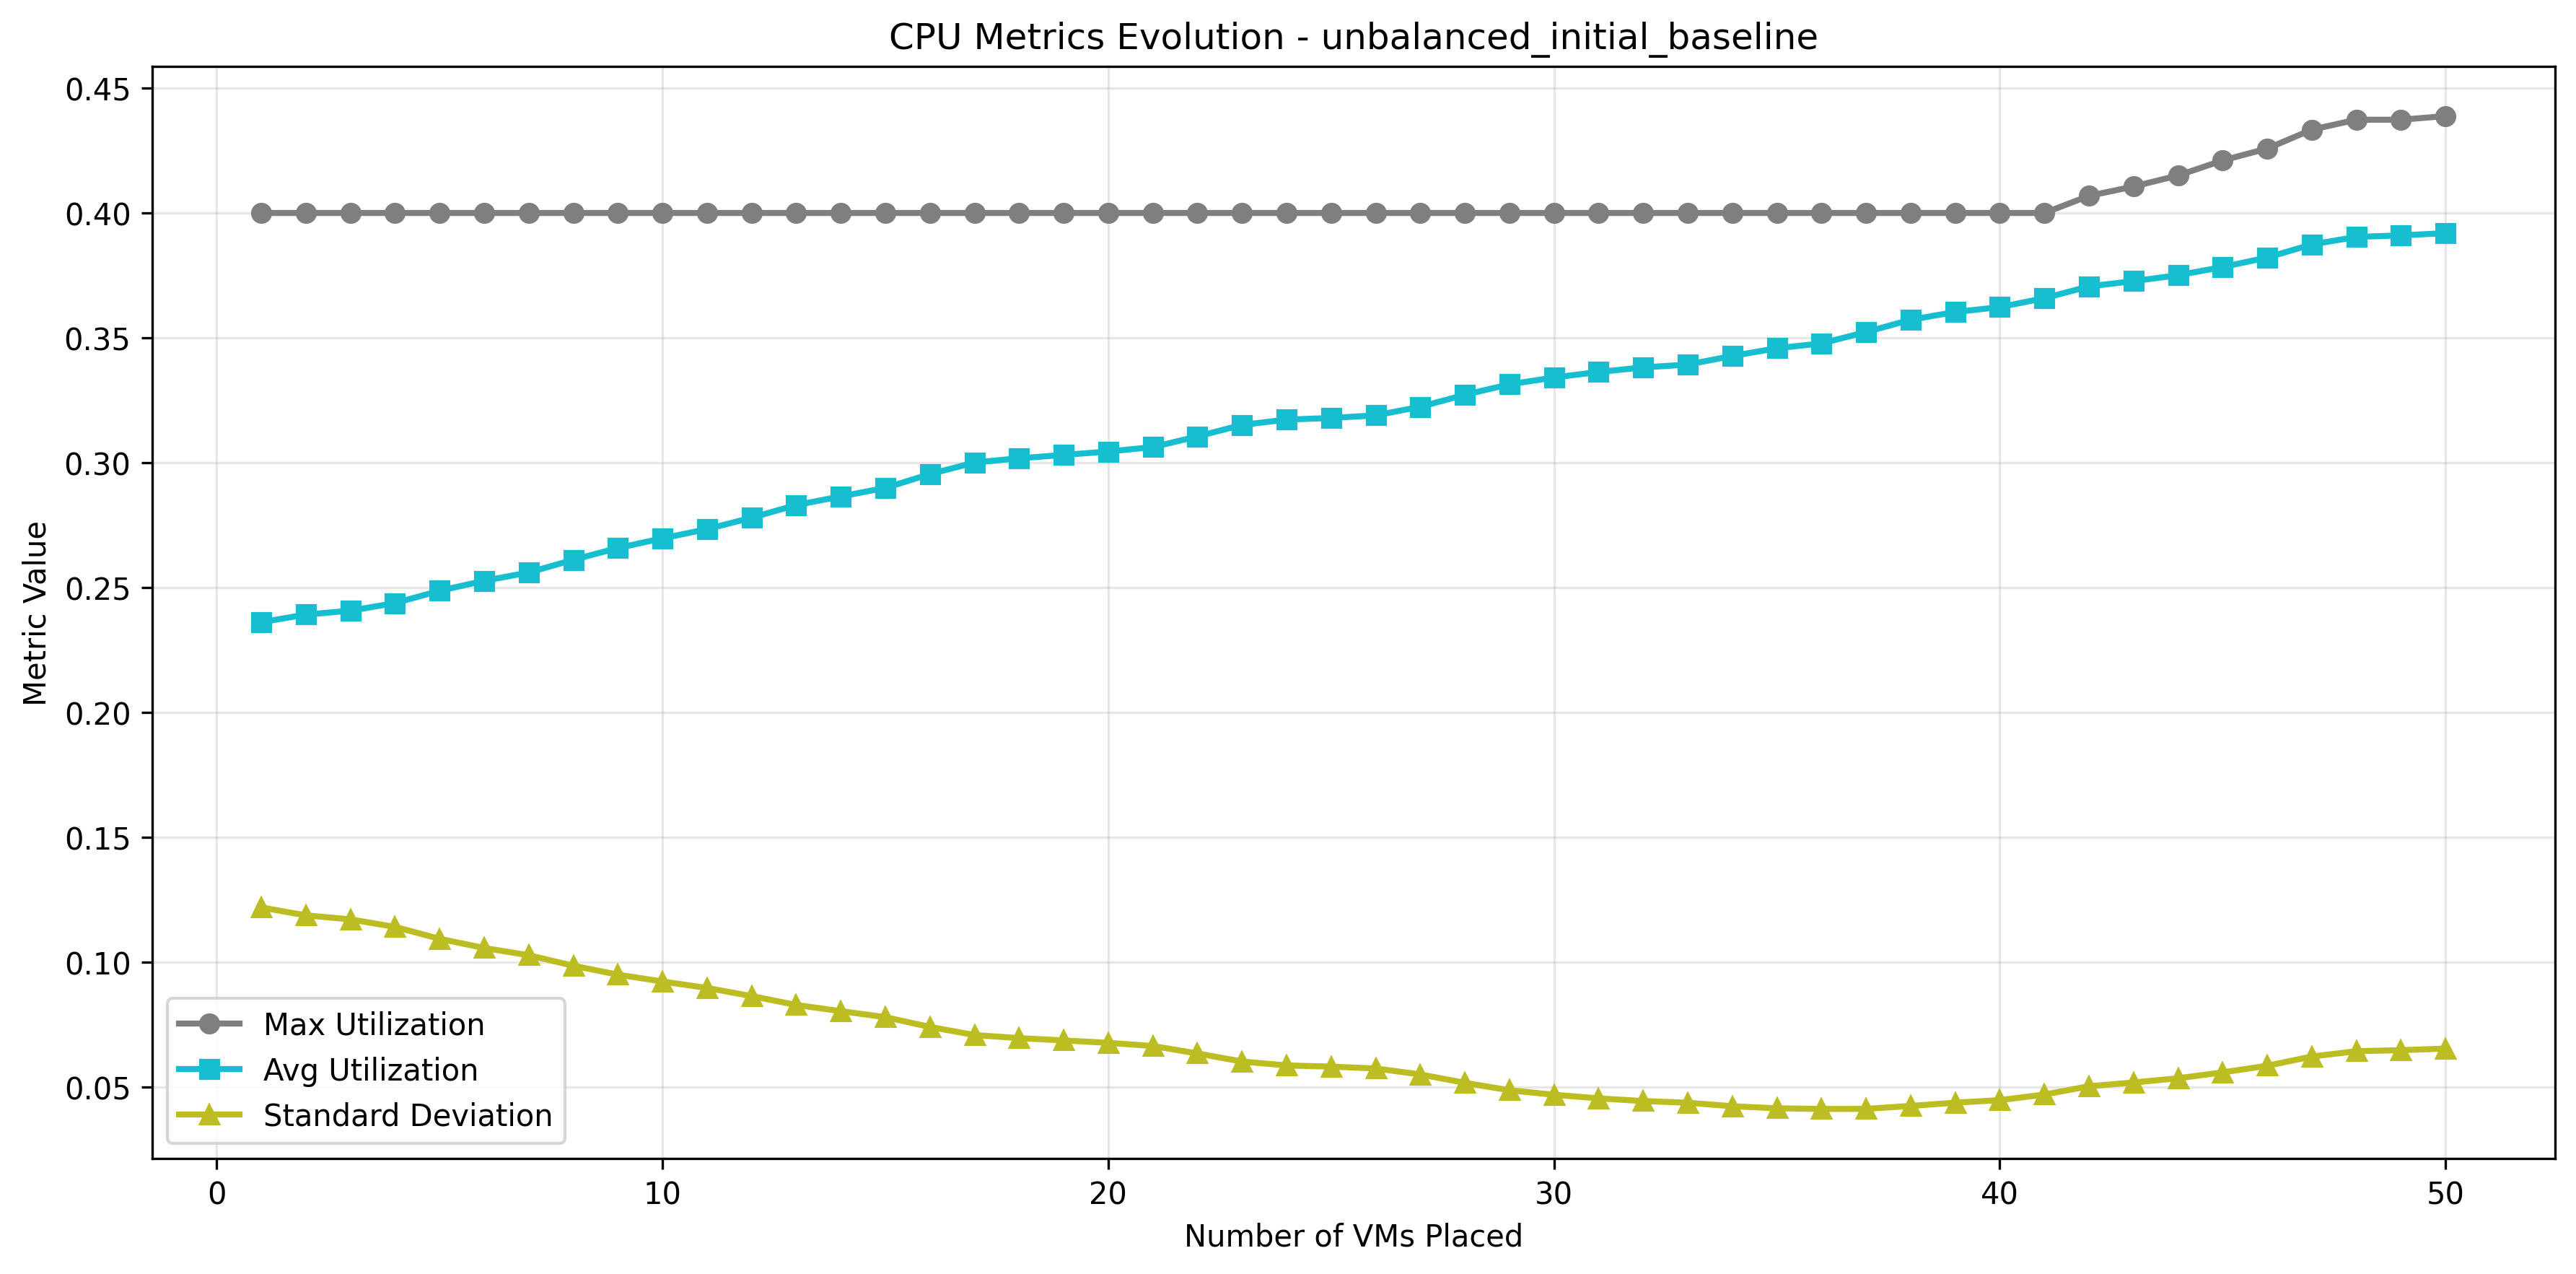 CPU Metrics Evolution - unbalanced_initial_baseline
0.45
0.40
0.35
0.30
0.25
0.20
0.15
0.10
0.05
Metric Value
Max Utilization
Avg Utilization
Standard Deviation
0 10 20 30 40 50
Number of VMs Placed